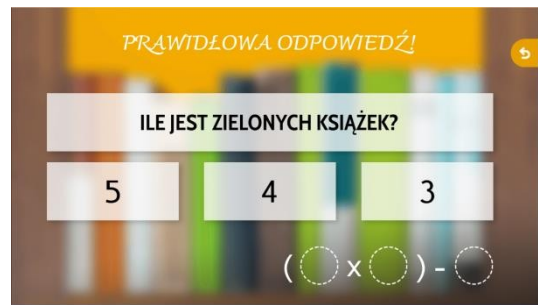 PRAWIDŁOWA ODPOWIEDŹ!
ILE JEST ZIELONYCH KSIĄŻEK?
5 4 3
( x ) -